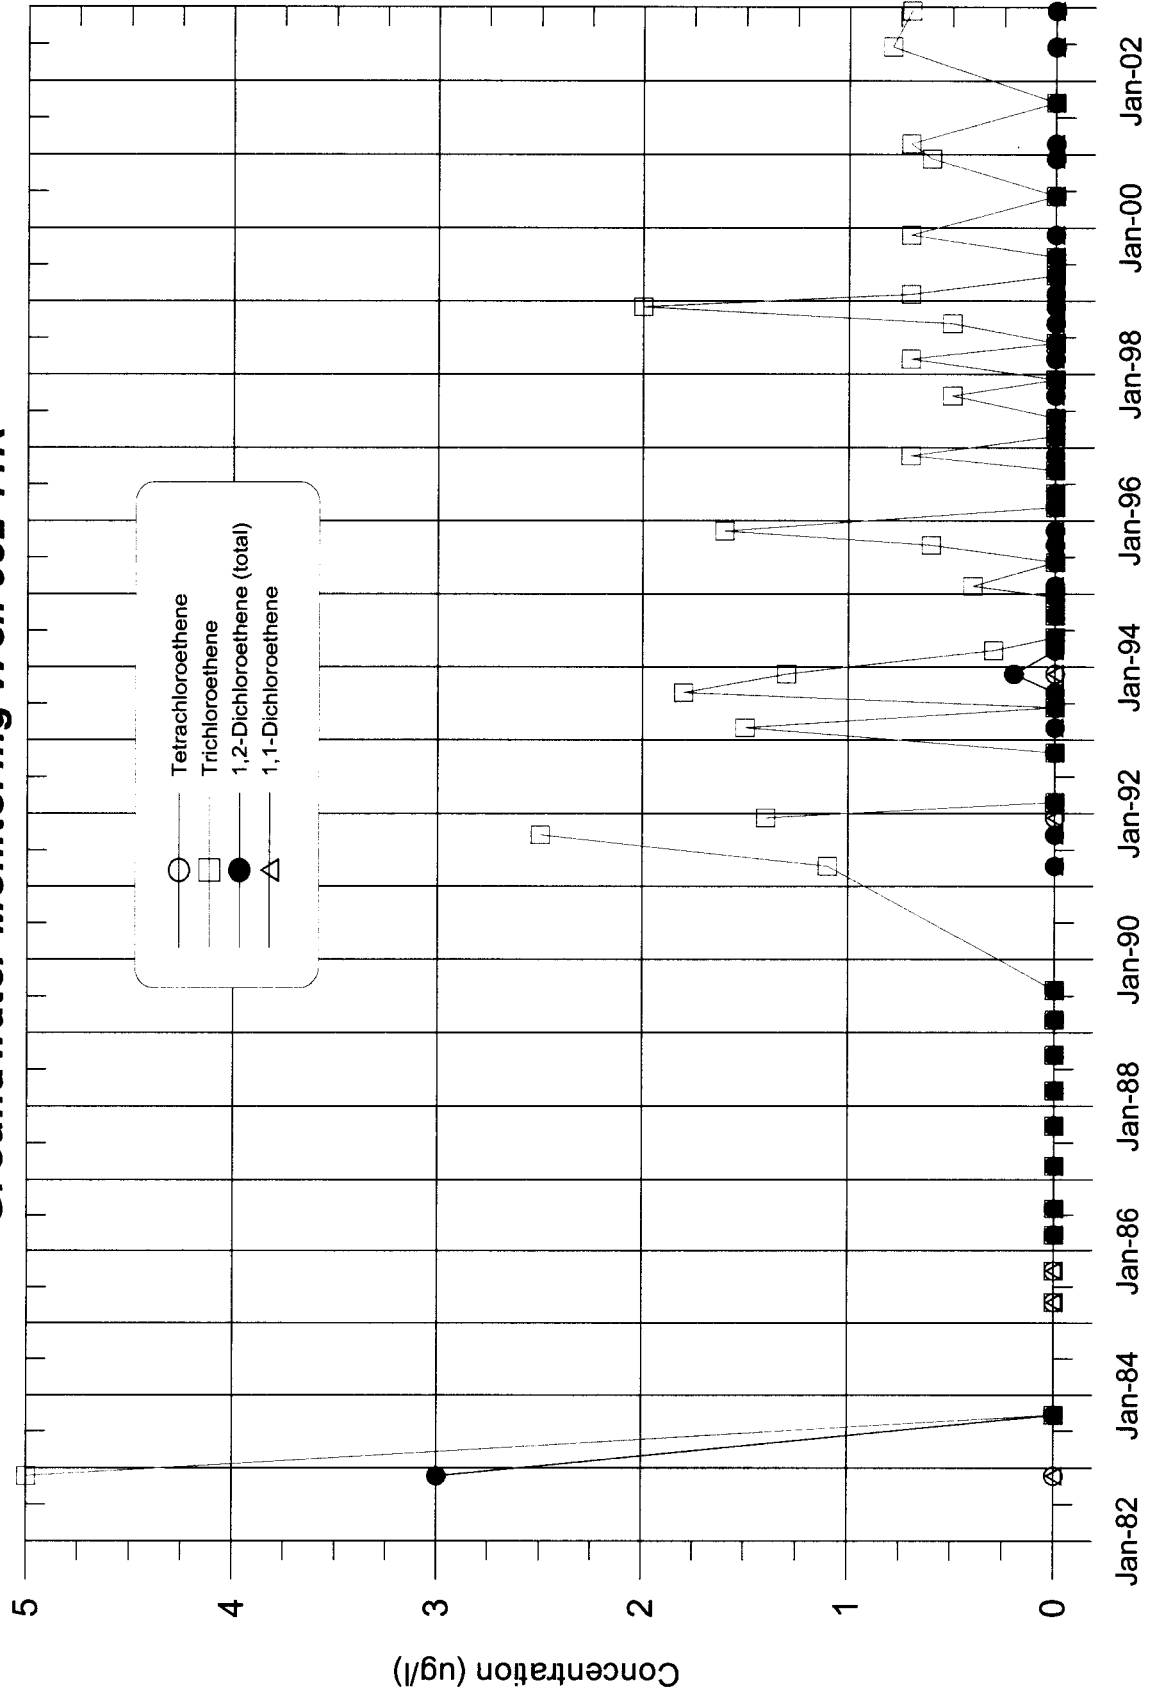 Tetrachloroethene
Trichloroethene
1,2-Dichloroethene (total)
1,1-Dichloroethene
Concentration (ug/l)
5
4
3
2
1
0
Jan-82
Jan-84
Jan-86
Jan-88
Jan-90
Jan-92
Jan-94
Jan-96
Jan-98
Jan-00
Jan-02